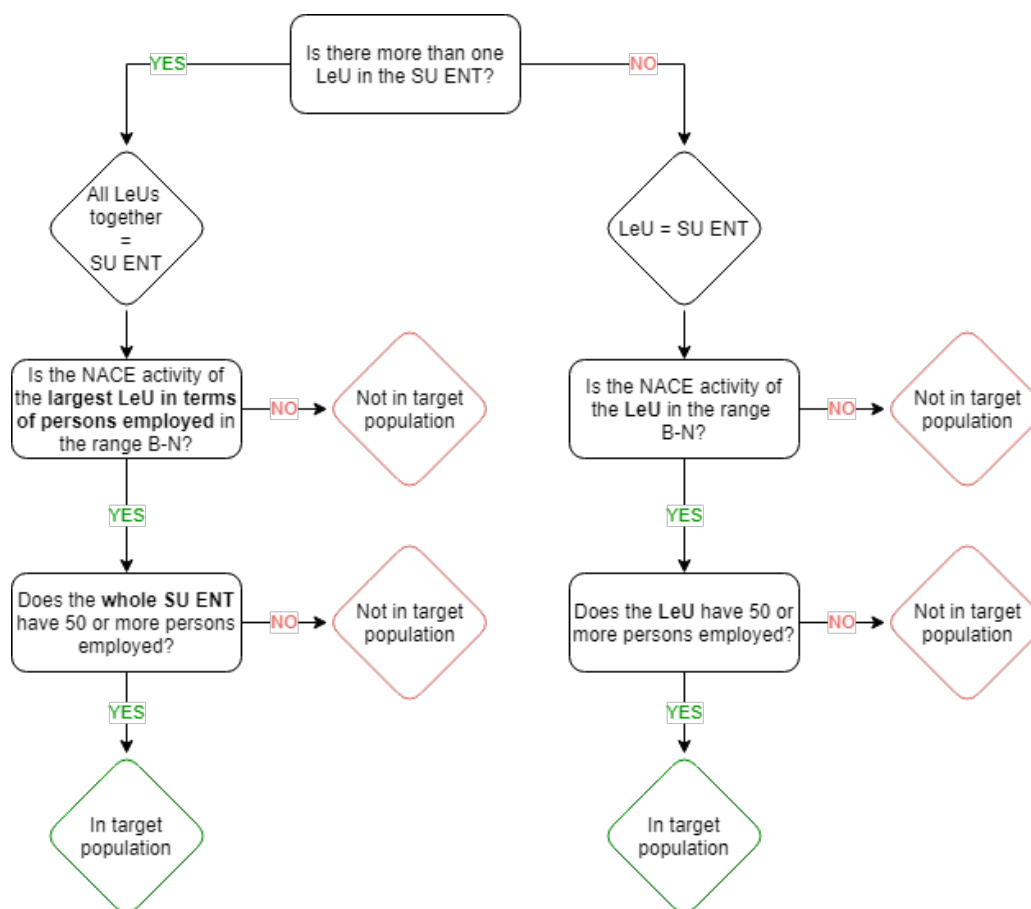 Is there more than one
LeU in the SU ENT?
YES
NO
All LeUs
together
=
SU ENT
LeU = SU ENT
Is the NACE activity of
the largest LeU in terms
of persons employed in
the range B-N?
NO
Not in target
population
Is the NACE activity of
the LeU in the range
B-N?
NO
Not in target
population
YES
YES
Does the whole SU ENT
have 50 or more persons
employed?
NO
Not in target
population
Does the LeU have 50 or
more persons employed?
NO
Not in target
population
YES
YES
In target
population
In target
population